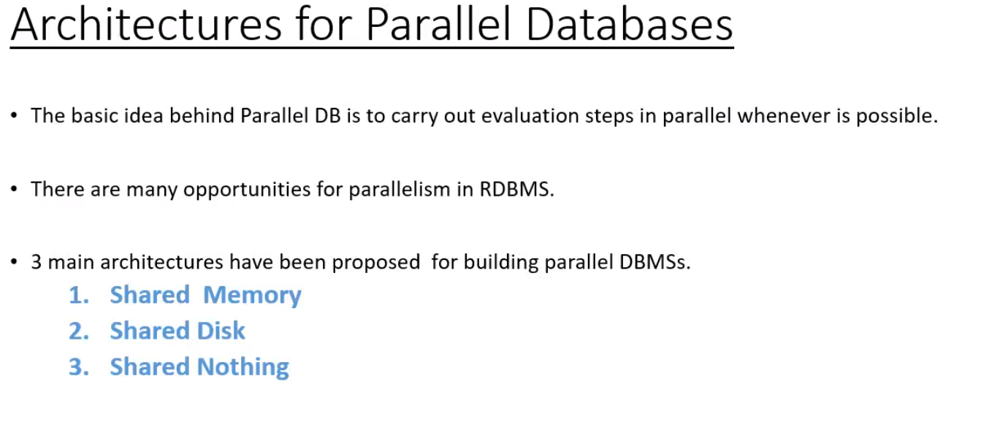 Architectures for Parallel Databases
• The basic idea behind Parallel DB is to carry out evaluation steps in parallel whenever is possible.
• There are many opportunities for parallelism in RDBMS.
• 3 main architectures have been proposed  for building parallel DBMSs.
1. Shared  Memory
2. Shared Disk
3. Shared Nothing